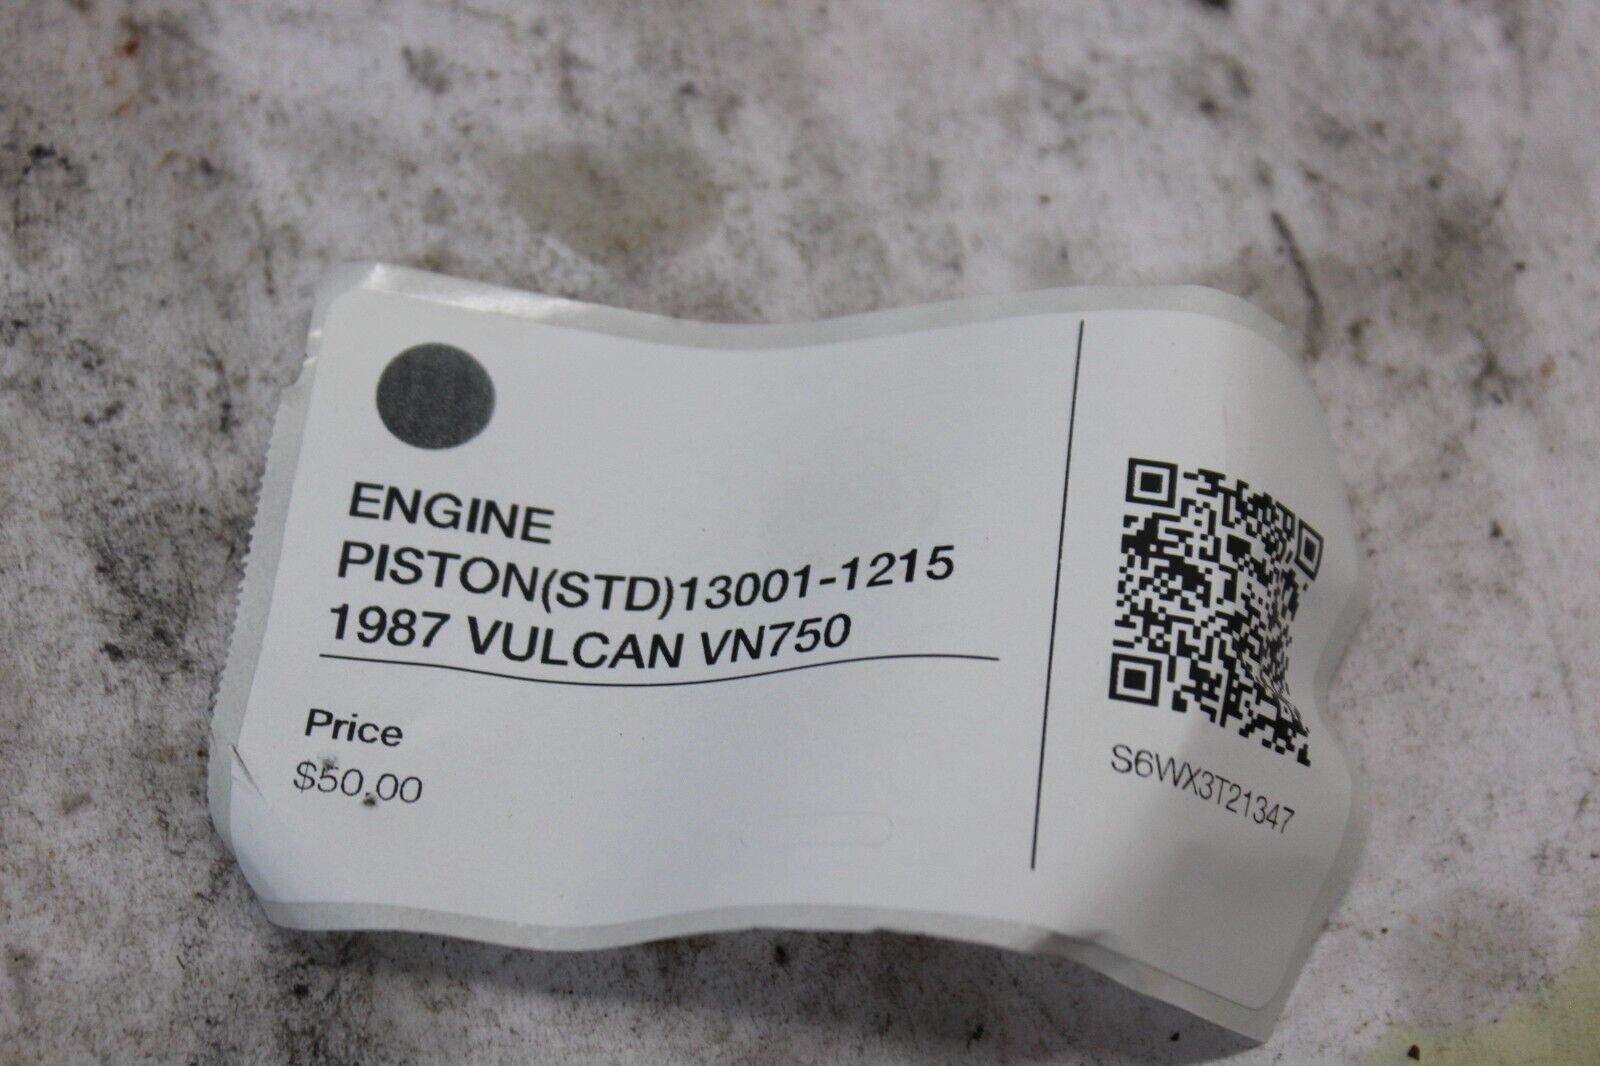 ENGINE
PISTON(STD)13001-1215
1987 VULCAN VN750
Price
$50.00
S6WX3T21347